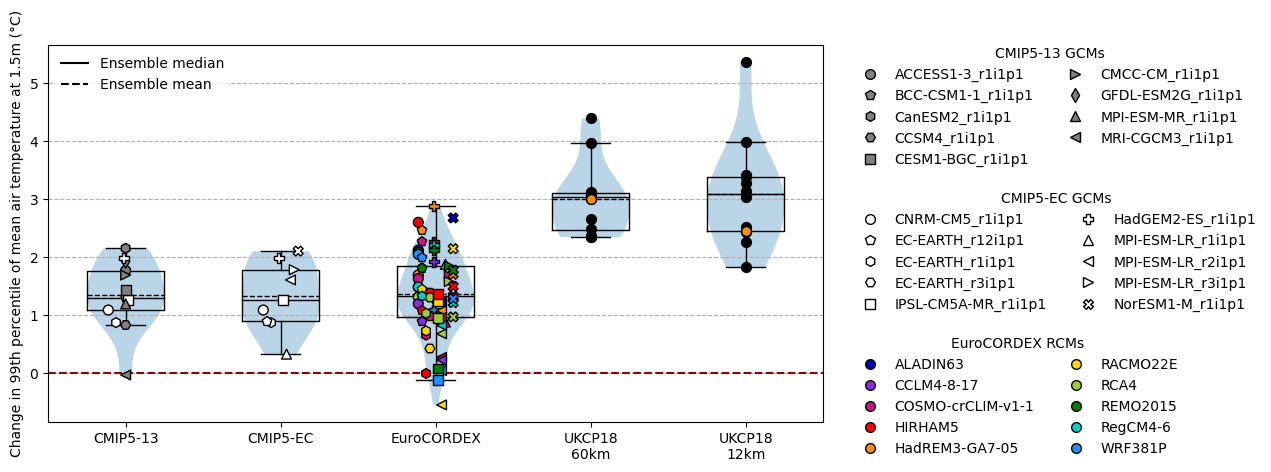 Change in 99th percentile of mean air temperature at 1.5m (°C)
Ensemble median
Ensemble mean
5
4
3
2
1
0
CMIP5-13
CMIP5-EC
EuroCORDEX
UKCP18
60km
UKCP18
12km
CMIP5-13 GCMs
ACCESS1-3_r1i1p1
BCC-CSM1-1_r1i1p1
CanESM2_r1i1p1
CCSM4_r1i1p1
CESM1-BGC_r1i1p1
CMCC-CM_r1i1p1
GFDL-ESM2G_r1i1p1
MPI-ESM-MR_r1i1p1
MRI-CGCM3_r1i1p1
CMIP5-EC GCMs
CNRM-CM5_r1i1p1
EC-EARTH_r12i1p1
EC-EARTH_r1i1p1
EC-EARTH_r3i1p1
IPSL-CM5A-MR_r1i1p1
HadGEM2-ES_r1i1p1
MPI-ESM-LR_r1i1p1
MPI-ESM-LR_r2i1p1
MPI-ESM-LR_r3i1p1
NorESM1-M_r1i1p1
EuroCORDEX RCMs
ALADIN63
CCLM4-8-17
COSMO-crCLIM-v1-1
HIRHAM5
HadREM3-GA7-05
RACMO22E
RCA4
REMO2015
RegCM4-6
WRF381P